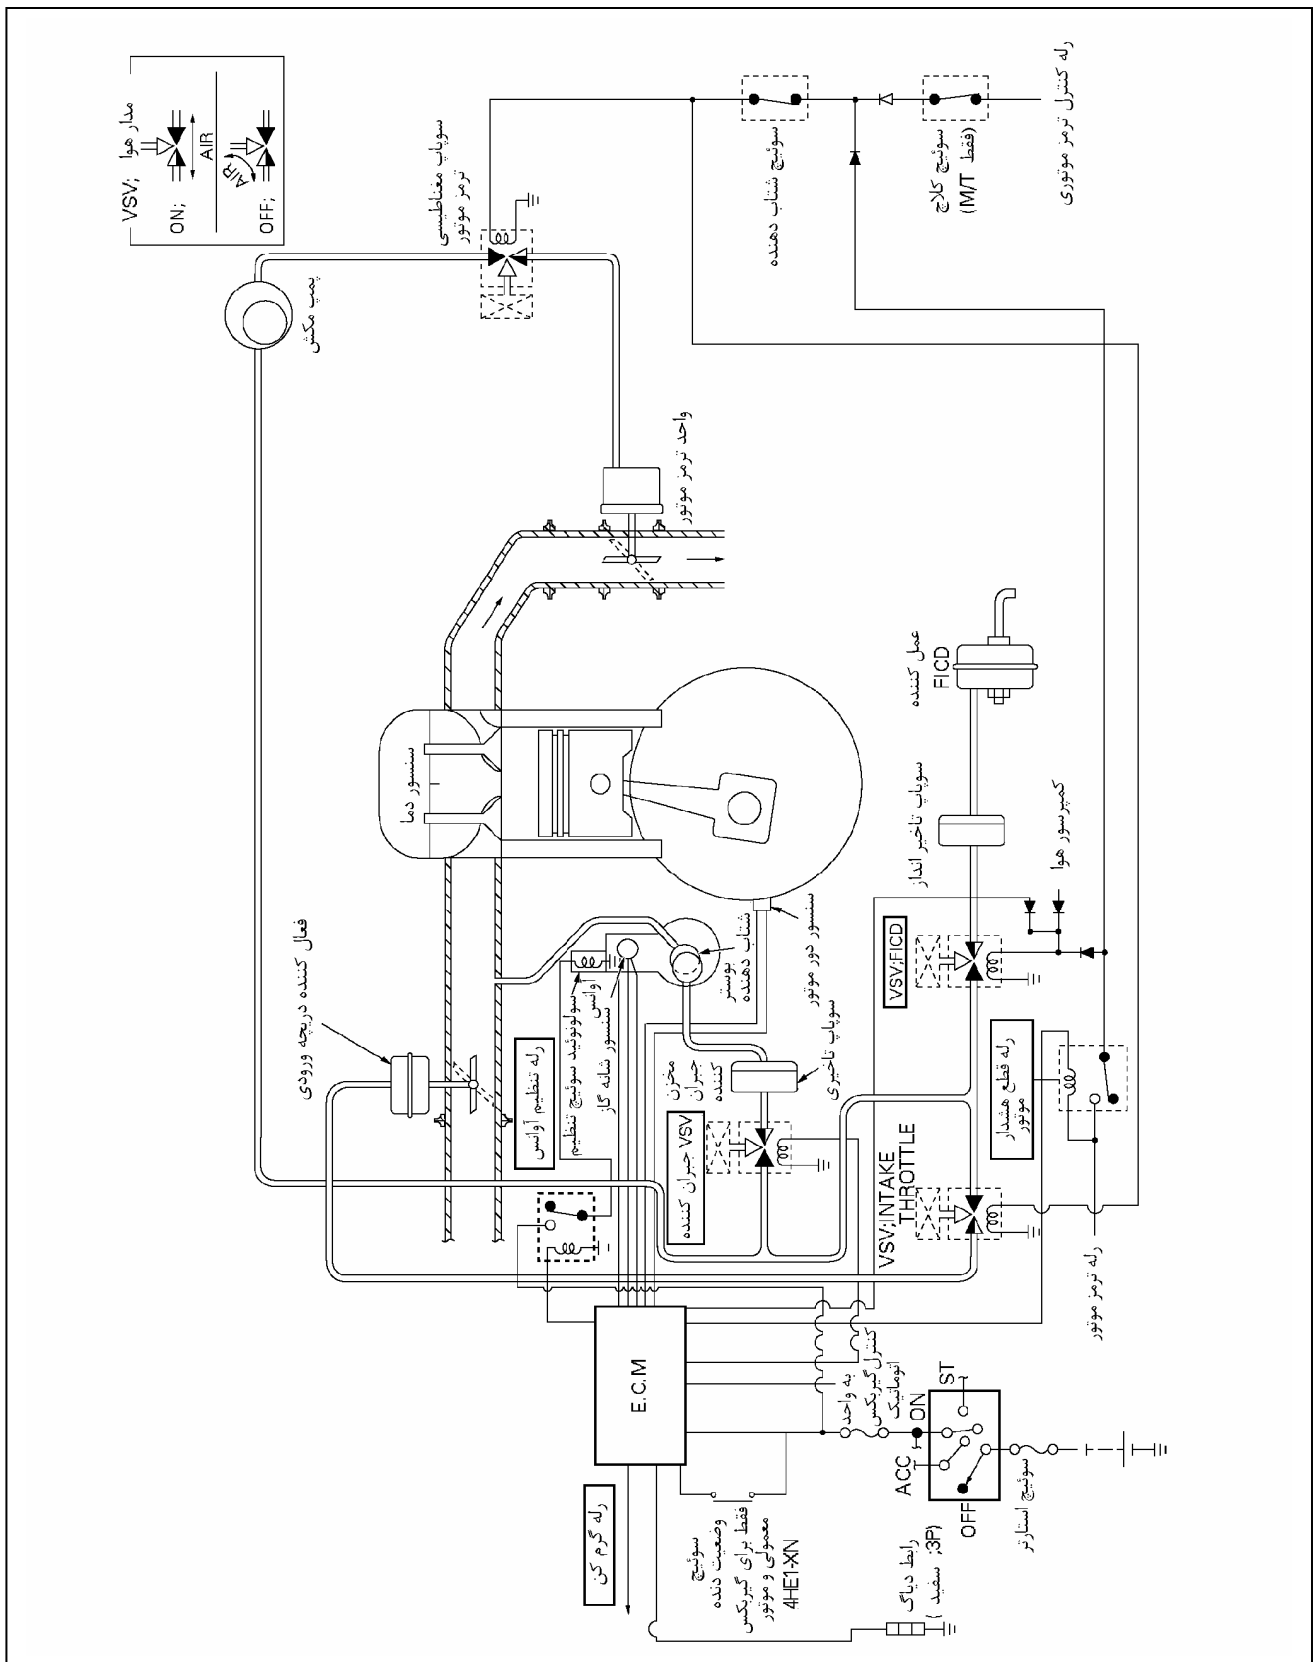 VSV; مدار هوا
ON;
AIR
OFF;
AIR
پمپ مکش
سوپاپ مغناطیسی
ترمز موتور
سوئیچ شتاب دهنده
سوئیچ کلاچ
(فقط M/T)
رله کنترل ترمز موتوری
واحد ترمز موتور
سنسور دما
عمل کننده
FICD
سوپاپ تاخیر انداز
کمپرسور هوا
VSV;FICD
فعال کننده دریچه ورودی
رله تنظیم آوانس
سولونوئید سوئیچ تنظیم
آوانس
سنسور شانه گاز
بوستر
شتاب
دهنده
سنسور دور موتور
سوپاپ تاخیری
مخزن
جبران
کننده
VSV جبران کننده
رله قطع هشدار
موتور
VSV;INTAKE
THROTTLE
رله ترمز موتور
E.C.M
رله گرم کن
سوئیچ
وضعیت دنده
فقط برای گیربکس
معمولی و موتور
4HE1-XN
به واحد
کنترل گیربکس
اتوماتیک
ACC
ON
ST
OFF
سوئیچ استارتر
رابط دیاگ
( سفید ;3P)